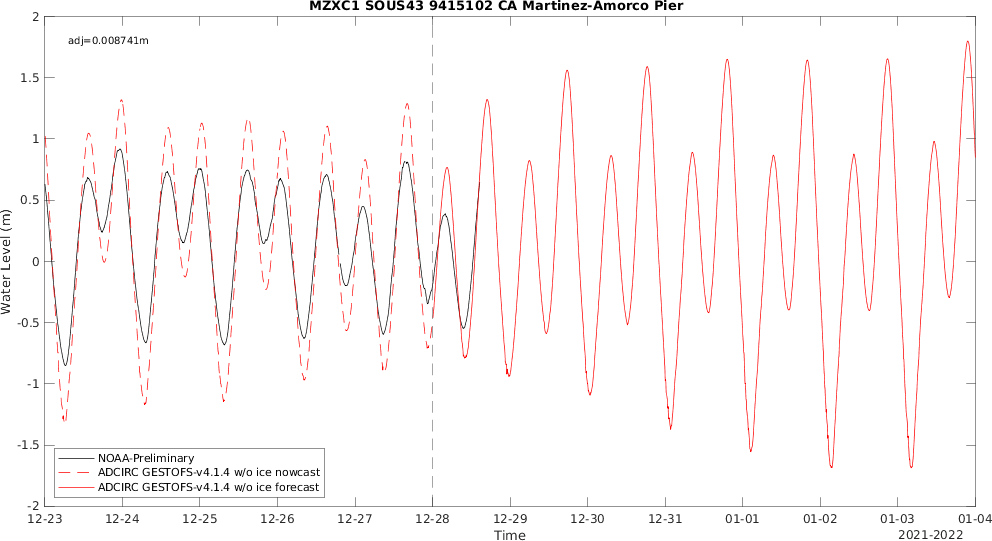 MZXC1 SOUS43 9415102 CA Martinez-Amorco Pier
adj=0.008741m
2
1.5
1
0.5
0
-0.5
-1
-1.5
-2
Water Level (m)
NOAA-Preliminary
ADCIRC GESTOFS-v4.1.4 w/o ice nowcast
ADCIRC GESTOFS-v4.1.4 w/o ice forecast
12-23 12-24 12-25 12-26 12-27 12-28 12-29 12-30 12-31 01-01 01-02 01-03 01-04
Time
2021-2022